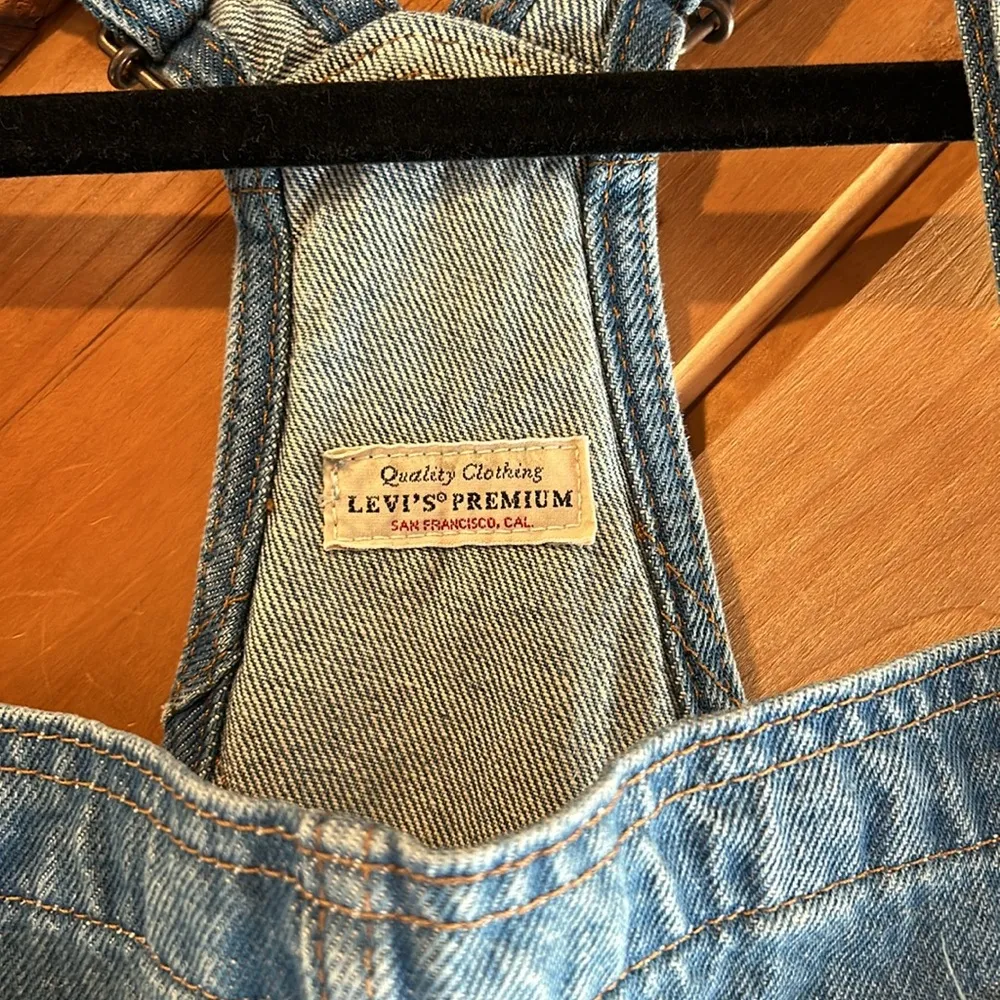 Quality Clothing
LEVI'S® PREMIUM
SAN FRANCISCO, CAL.